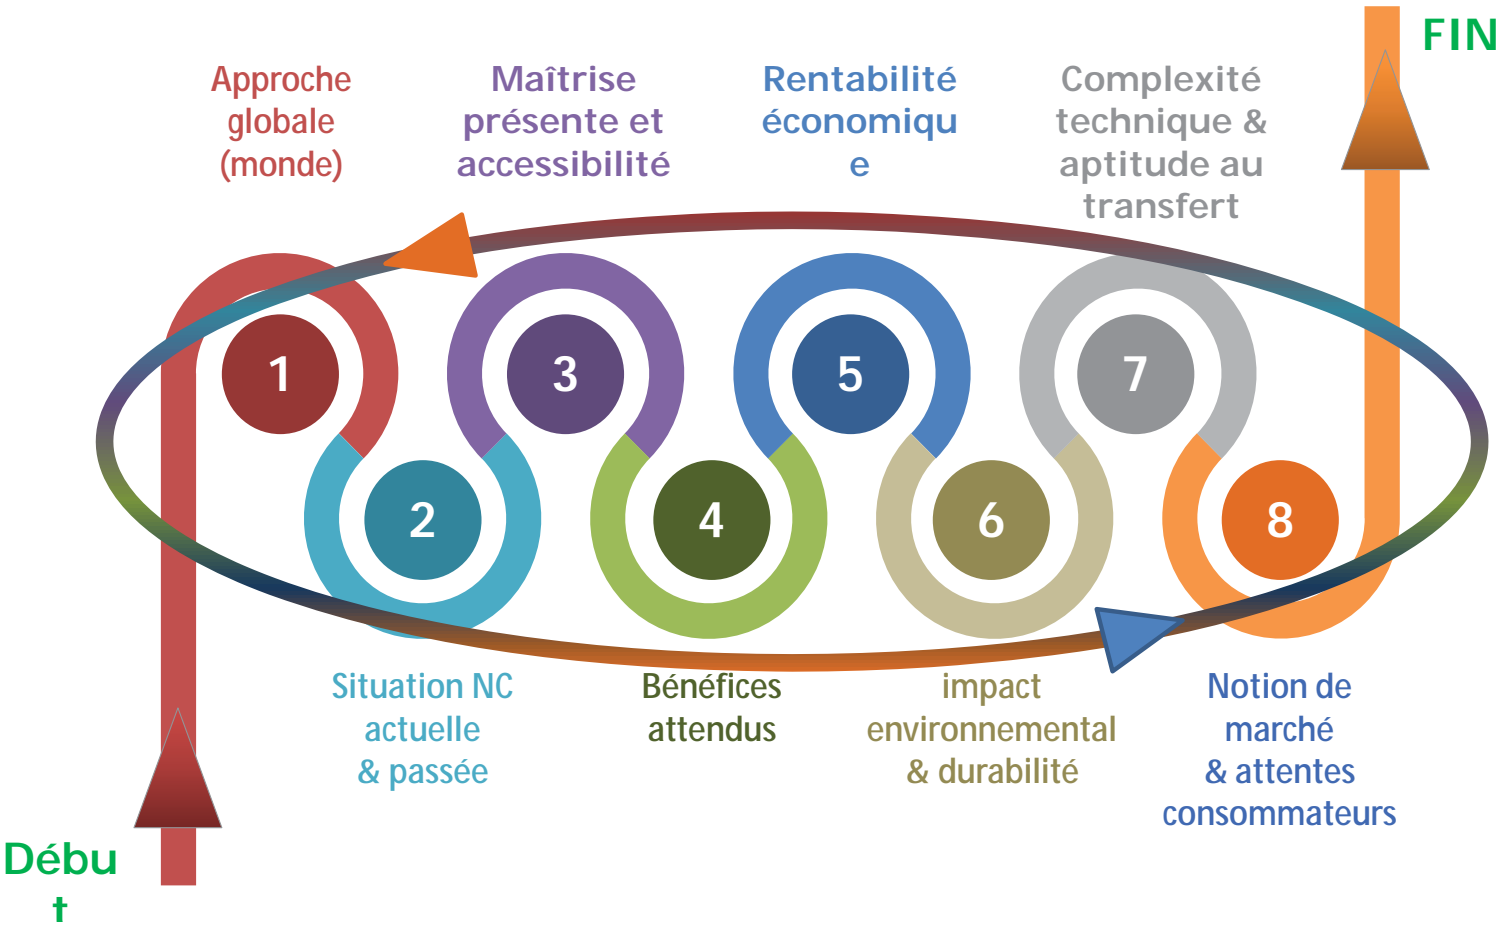 FIN
Approche
globale
(monde)
Maîtrise
présente et
accessibilité
Rentabilité
économiqu
e
Complexité
technique &
aptitude au
transfert
1
3
5
7
2
4
6
8
Situation NC
actuelle
& passée
Bénéfices
attendus
impact
environnemental
& durabilité
Notion de
marché
& attentes
consommateurs
Débu
t